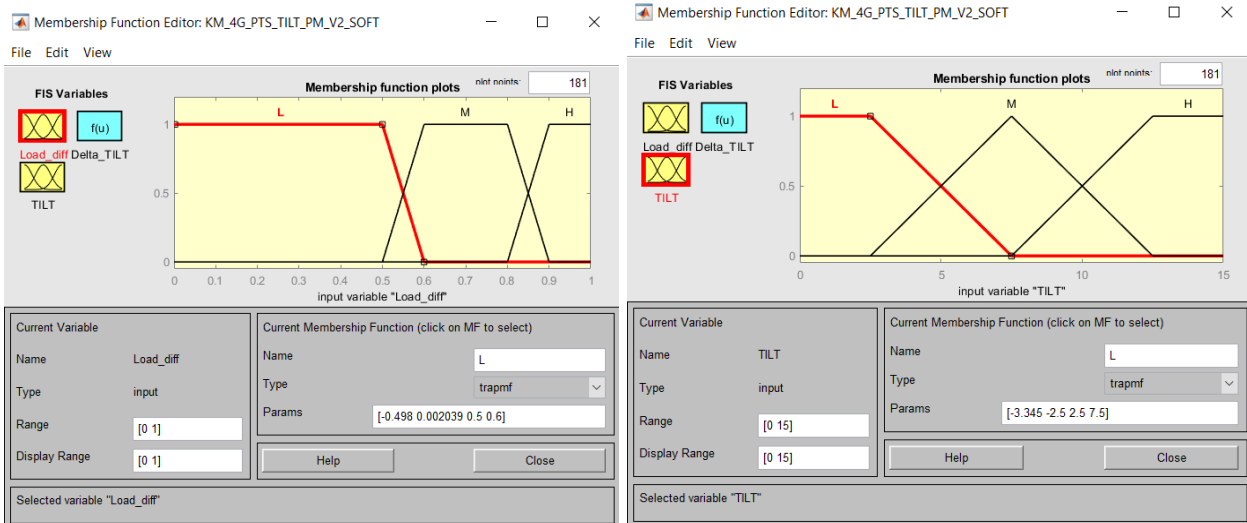 Membership Function Editor: KM_4G_PTS_TILT_PM_V2_SOFT
File Edit View
FIS Variables
Load_diff
f(u)
Delta_TILT
TILT
Membership function plots
plot points:
181
L
M
H
1
0.5
0
0 0.1 0.2 0.3 0.4 0.5 0.6 0.7 0.8 0.9 1
input variable "Load_diff"
Current Variable
Name Load_diff
Type input
Range [0 1]
Display Range [0 1]
Current Membership Function (click on MF to select)
Name L
Type trapmf
Params [-0.498 0.002039 0.5 0.6]
Help Close
Selected variable "Load_diff"
Membership Function Editor: KM_4G_PTS_TILT_PM_V2_SOFT
File Edit View
FIS Variables
f(u)
Load_diff Delta_TILT
TILT
Membership function plots
plot points:
181
L
M
H
1
0.5
0
0 5 10 15
input variable "TILT"
Current Variable
Name TILT
Type input
Range [0 15]
Display Range [0 15]
Current Membership Function (click on MF to select)
Name L
Type trapmf
Params [-3.345 -2.5 2.5 7.5]
Help Close
Selected variable "TILT"